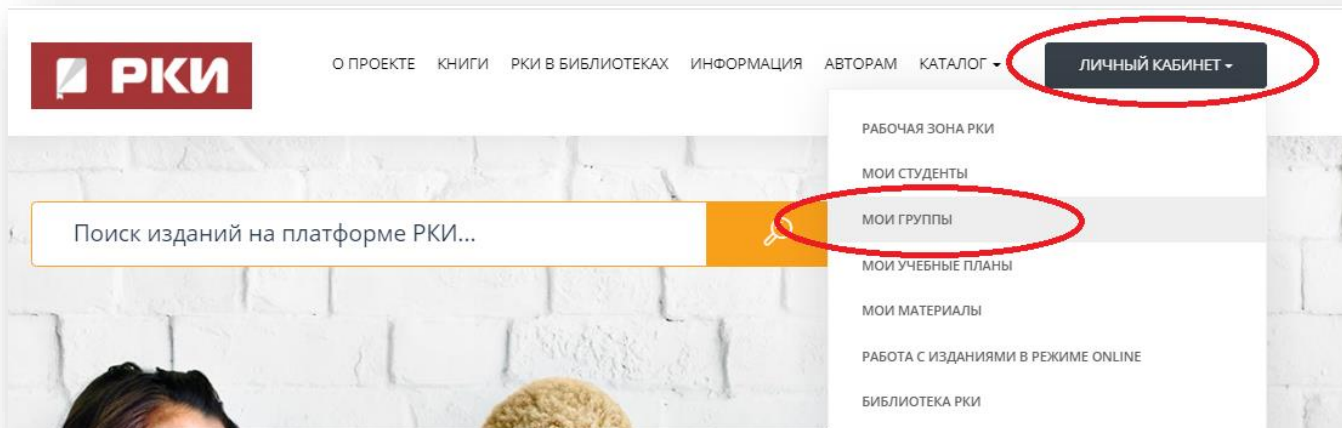 РКИ
О ПРОЕКТЕ КНИГИ РКИ В БИБЛИОТЕКАХ ИНФОРМАЦИЯ АВТОРАМ КАТАЛОГ ЛИЧНЫЙ КАБИНЕТ
РАБОЧАЯ ЗОНА РКИ
МОИ СТУДЕНТЫ
МОИ ГРУППЫ
Поиск изданий на платформе РКИ...
МОИ УЧЕБНЫЕ ПЛАНЫ
МОИ МАТЕРИАЛЫ
РАБОТА С ИЗДАНИЯМИ В РЕЖИМЕ ONLINE
БИБЛИОТЕКА РКИ